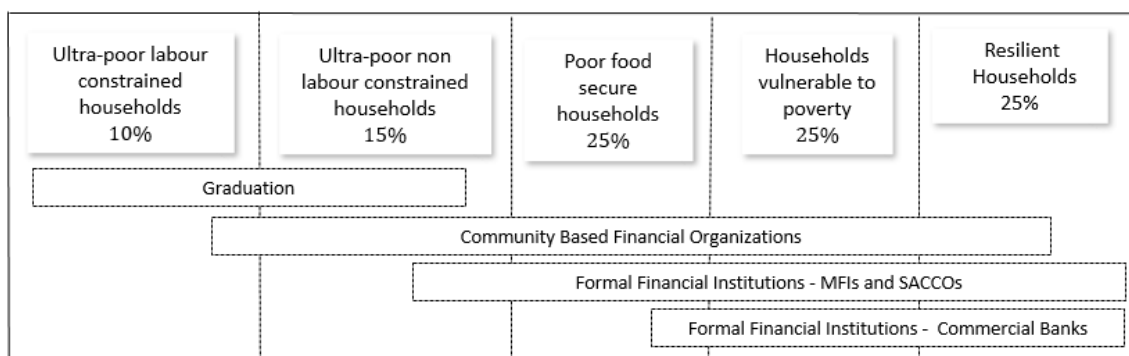 Ultra-poor labour
constrained
households
10%
Ultra-poor non
labour constrained
households
15%
Poor food
secure
households
25%
Households
vulnerable to
poverty
25%
Resilient
Households
25%
Graduation
Community Based Financial Organizations
Formal Financial Institutions - MFIs and SACCOs
Formal Financial Institutions - Commercial Banks